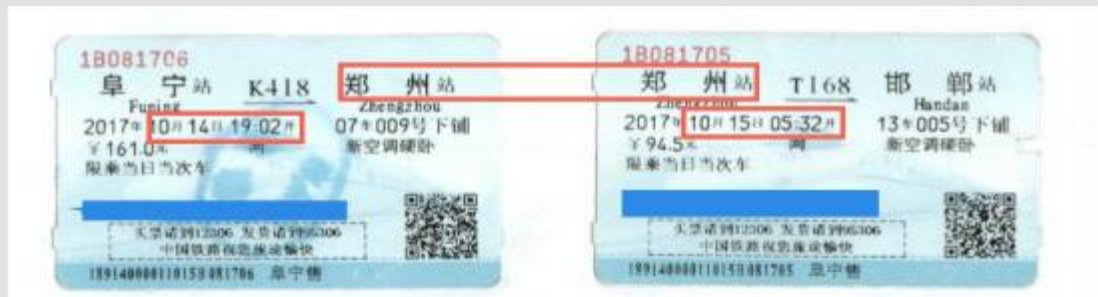 1B081706
阜宁站 K418 郑州站
Funing Zhengzhou
2017年10月14日19:02开 07车009号下铺
￥161.0元 网 新空调硬卧
限乘当日当次车
买票请到12306 发货请到95306
中国铁路祝您旅途愉快
18914000011015B081706 阜宁售
1B081705
郑州站 T168 邯郸站
Zhengzhou Handan
2017年10月15日05:32开 13车005号下铺
￥94.5元 网 新空调硬卧
限乘当日当次车
买票请到12306 发货请到95306
中国铁路祝您旅途愉快
18914000011015B081705 阜宁售